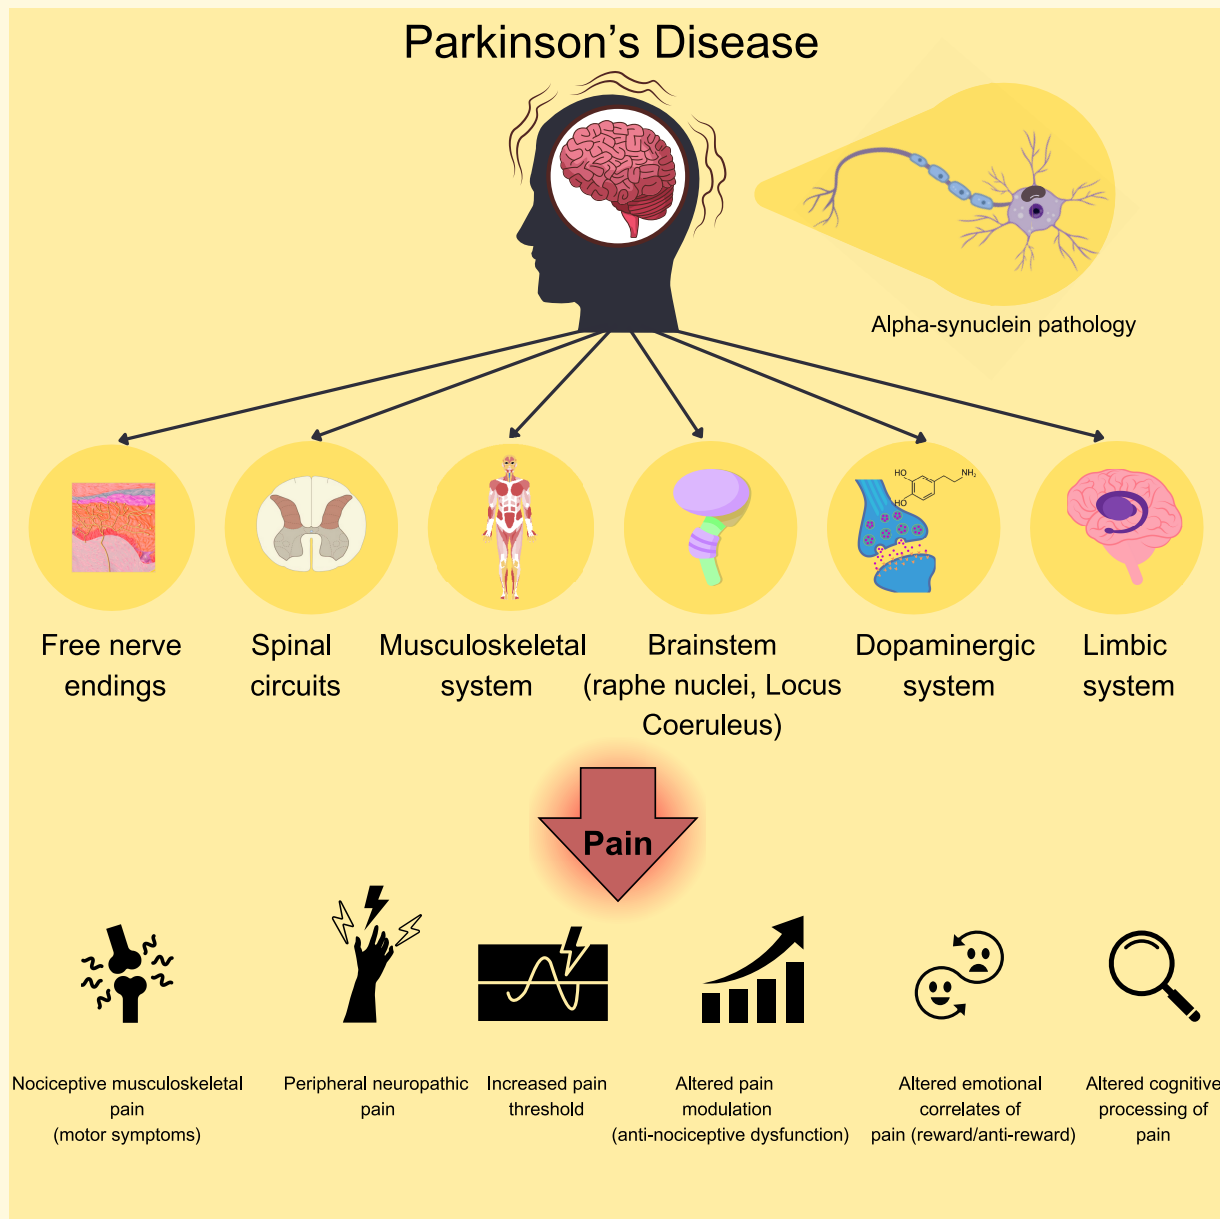 Parkinson's Disease
Alpha-synuclein pathology
HO
NH₂
HO
Free nerve
endings
Spinal
circuits
Musculoskeletal
system
Brainstem
(raphe nuclei, Locus
Coeruleus)
Dopaminergic
system
Limbic
system
Pain
Nociceptive musculoskeletal
pain
(motor symptoms)
Peripheral neuropathic
pain
Increased pain
threshold
Altered pain
modulation
(anti-nociceptive dysfunction)
Altered emotional
correlates of
pain (reward/anti-reward)
Altered cognitive
processing of
pain